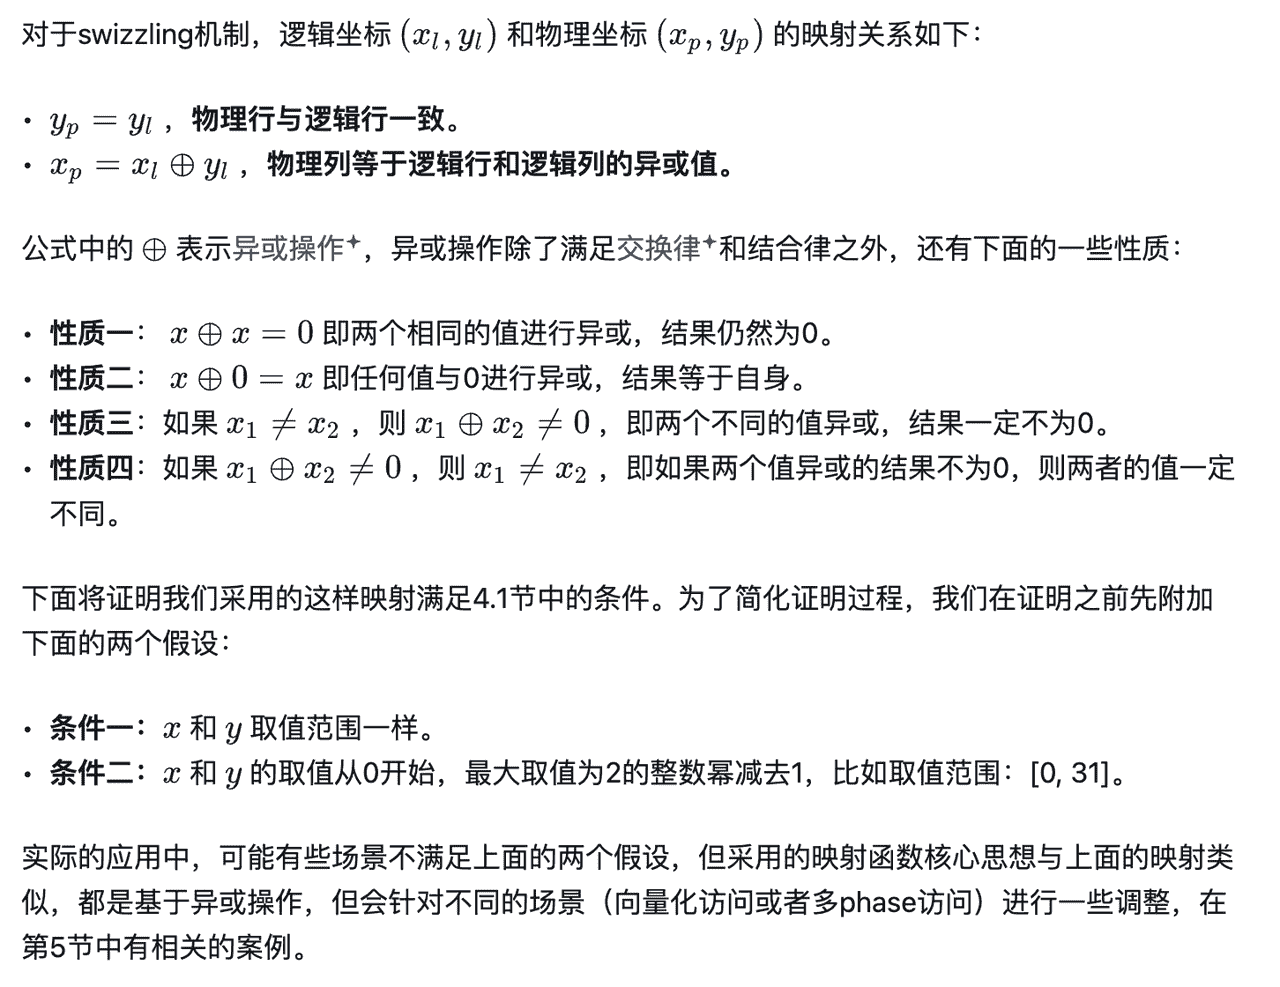 对于swizzling机制，逻辑坐标 (x_l, y_l) 和物理坐标 (x_p, y_p) 的映射关系如下：
• y_p = y_l ，物理行与逻辑行一致。
• x_p = x_l ⊕ y_l ，物理列等于逻辑行和逻辑列的异或值。
公式中的 ⊕ 表示异或操作✦，异或操作除了满足交换律✦和结合律之外，还有下面的一些性质：
• 性质一： x ⊕ x = 0 即两个相同的值进行异或，结果仍然为0。
• 性质二： x ⊕ 0 = x 即任何值与0进行异或，结果等于自身。
• 性质三：如果 x_1 ≠ x_2 ，则 x_1 ⊕ x_2 ≠ 0 ，即两个不同的值异或，结果一定不为0。
• 性质四：如果 x_1 ⊕ x_2 ≠ 0 ，则 x_1 ≠ x_2 ，即如果两个值异或的结果不为0，则两者的值一定
不同。
下面将证明我们采用的这样映射满足4.1节中的条件。为了简化证明过程，我们在证明之前先附加
下面的两个假设：
• 条件一：x 和 y 取值范围一样。
• 条件二：x 和 y 的取值从0开始，最大取值为2的整数幂减去1，比如取值范围：[0, 31]。
实际的应用中，可能有些场景不满足上面的两个假设，但采用的映射函数核心思想与上面的映射类
似，都是基于异或操作，但会针对不同的场景（向量化访问或者多phase访问）进行一些调整，在
第5节中有相关的案例。